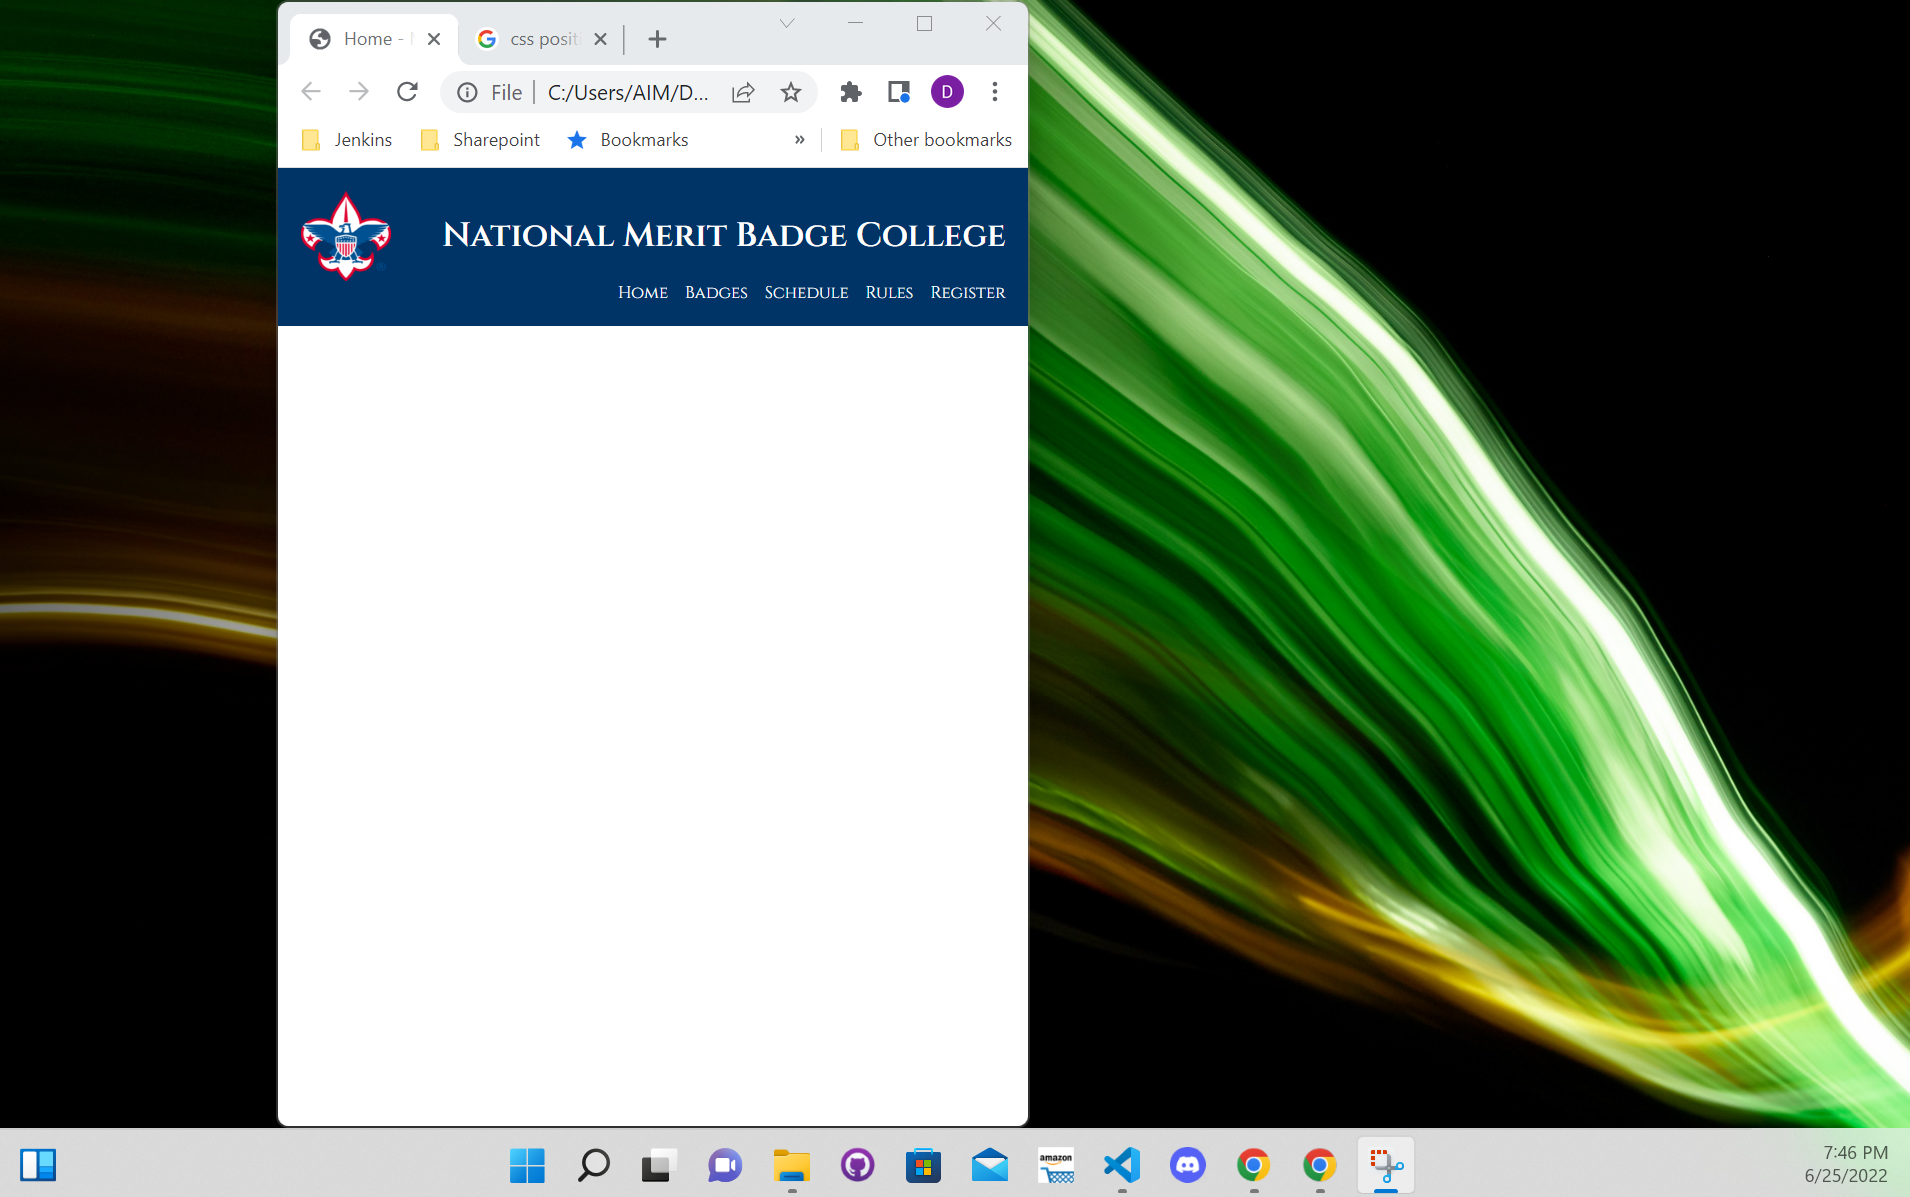 Home -
css posit
File
C:/Users/AIM/D...
D
Jenkins
Sharepoint
Bookmarks
»
Other bookmarks
National Merit Badge College
Home Badges Schedule Rules Register
amazon
7:46 PM
6/25/2022